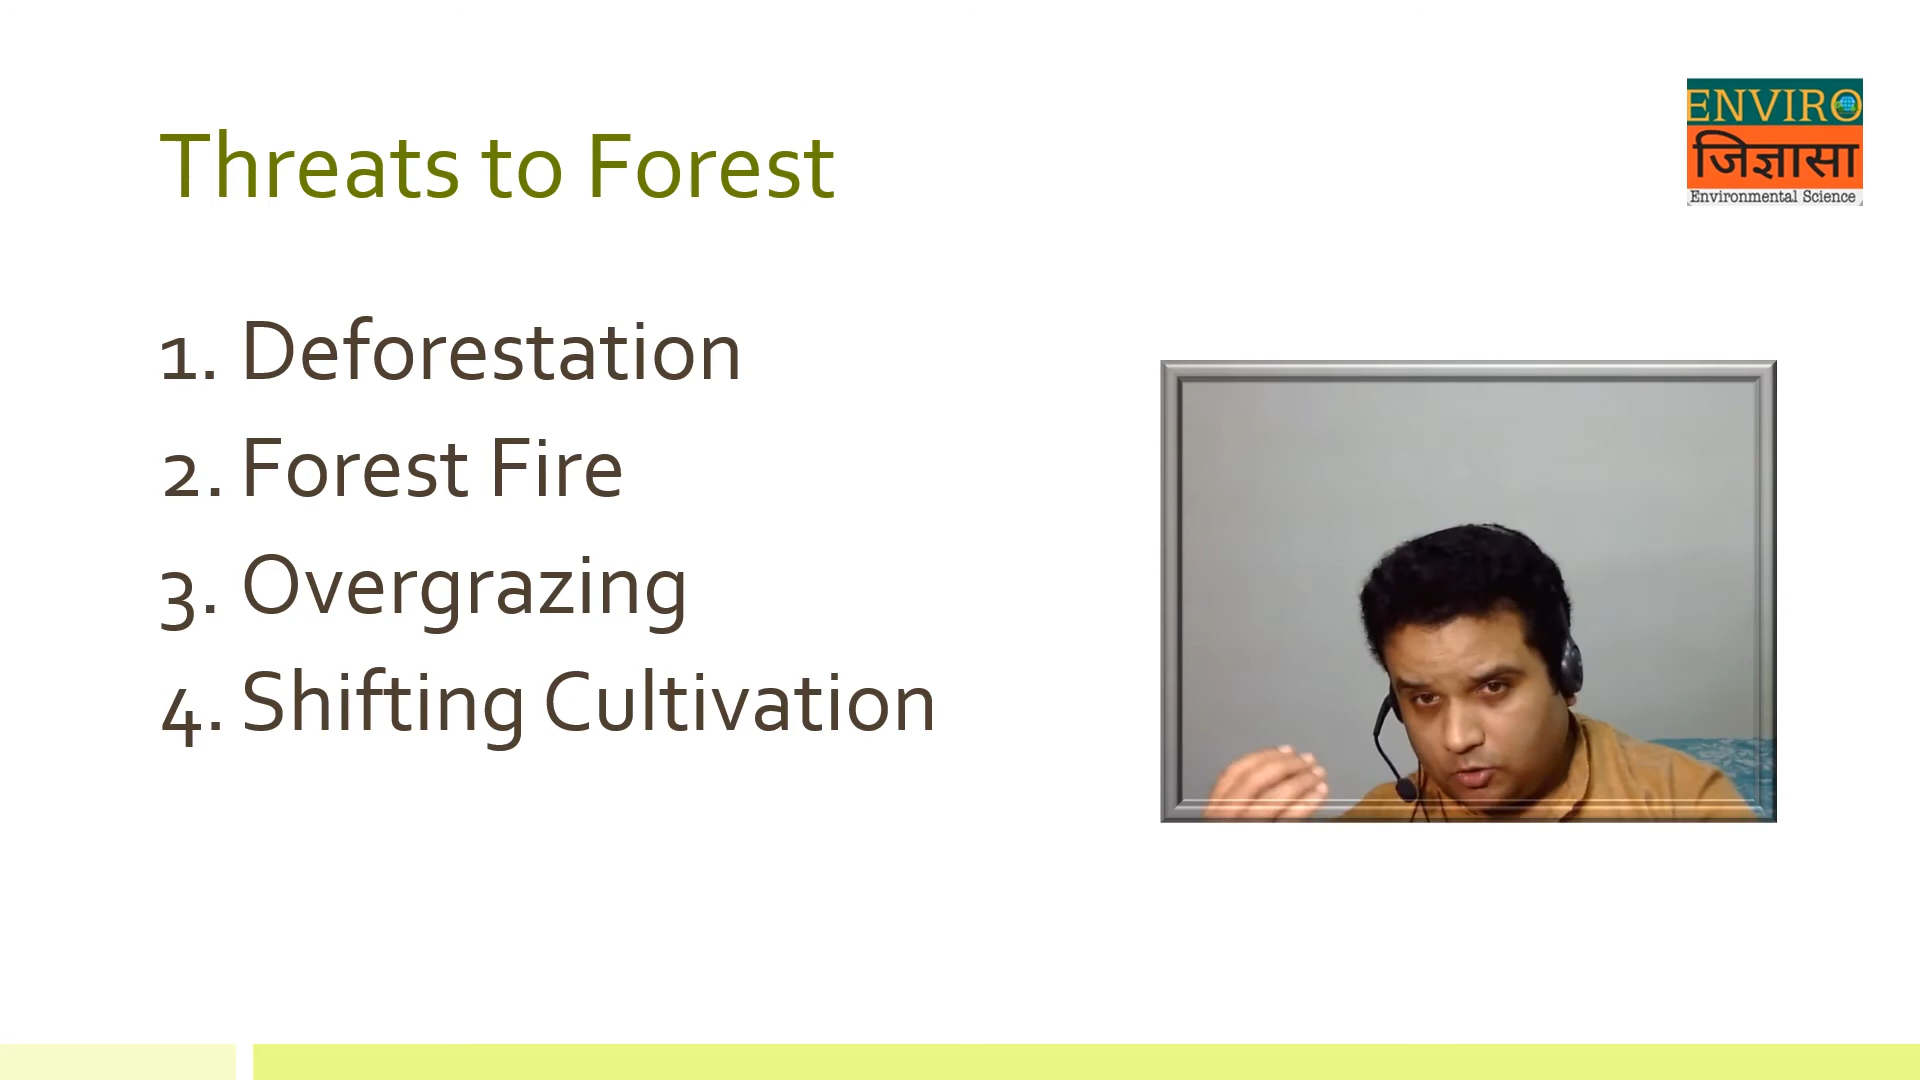 Threats to Forest
ENVIRO
जिज्ञासा
Environmental Science
1. Deforestation
2. Forest Fire
3. Overgrazing
4. Shifting Cultivation